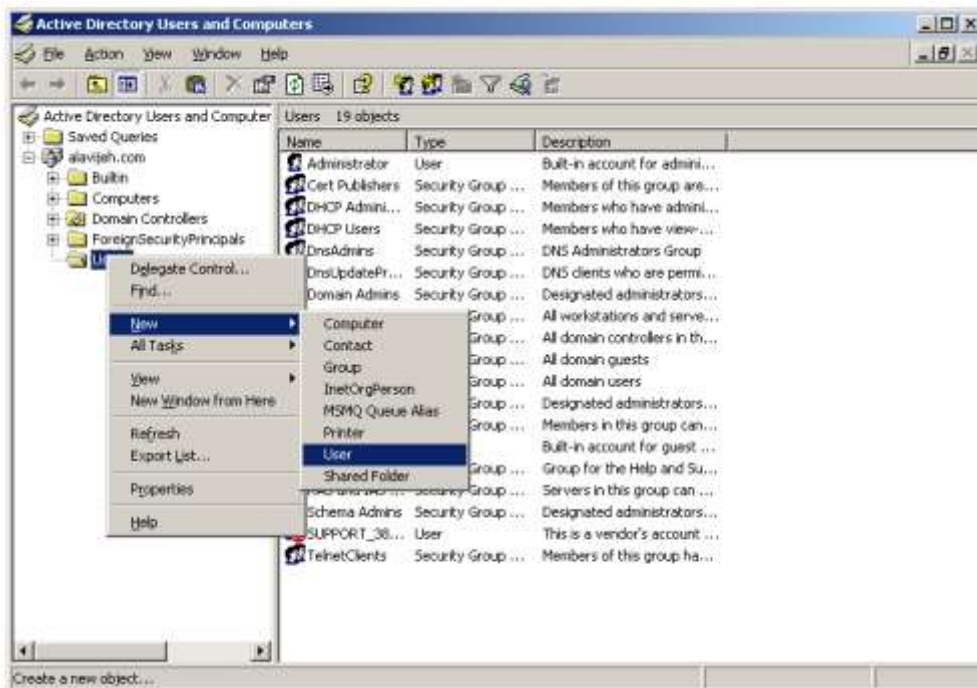 Active Directory Users and Computers
File Action View Window Help
Active Directory Users and Computer
Saved Queries
alavijeh.com
Builtin
Computers
Domain Controllers
ForeignSecurityPrincipals
Users 19 objects
Name Type Description
Administrator User Built-in account for admini...
Cert Publishers Security Group ... Members of this group are...
DHCP Admini... Security Group ... Members who have admini...
DHCP Users Security Group ... Members who have view-...
DnsAdmins Security Group ... DNS Administrators Group
DnsUpdatePr... Security Group ... DNS clients who are permi...
Domain Admins Security Group ... Designated administrators...
Group ... All workstations and serve...
Group ... All domain controllers in th...
Group ... All domain guests
Group ... All domain users
Group ... Designated administrators...
Group ... Members in this group can...
Built-in account for guest ...
Group ... Group for the Help and Su...
Security Group ... Servers in this group can ...
Schema Admins Security Group ... Designated administrators...
SUPPORT_38... User This is a vendor's account ...
TelnetClients Security Group ... Members of this group ha...
Delegate Control...
Find...
New
All Tasks
View
New Window from Here
Refresh
Export List...
Properties
Help
Computer
Contact
Group
InetOrgPerson
MSMQ Queue Alias
Printer
User
Shared Folder
Create a new object...